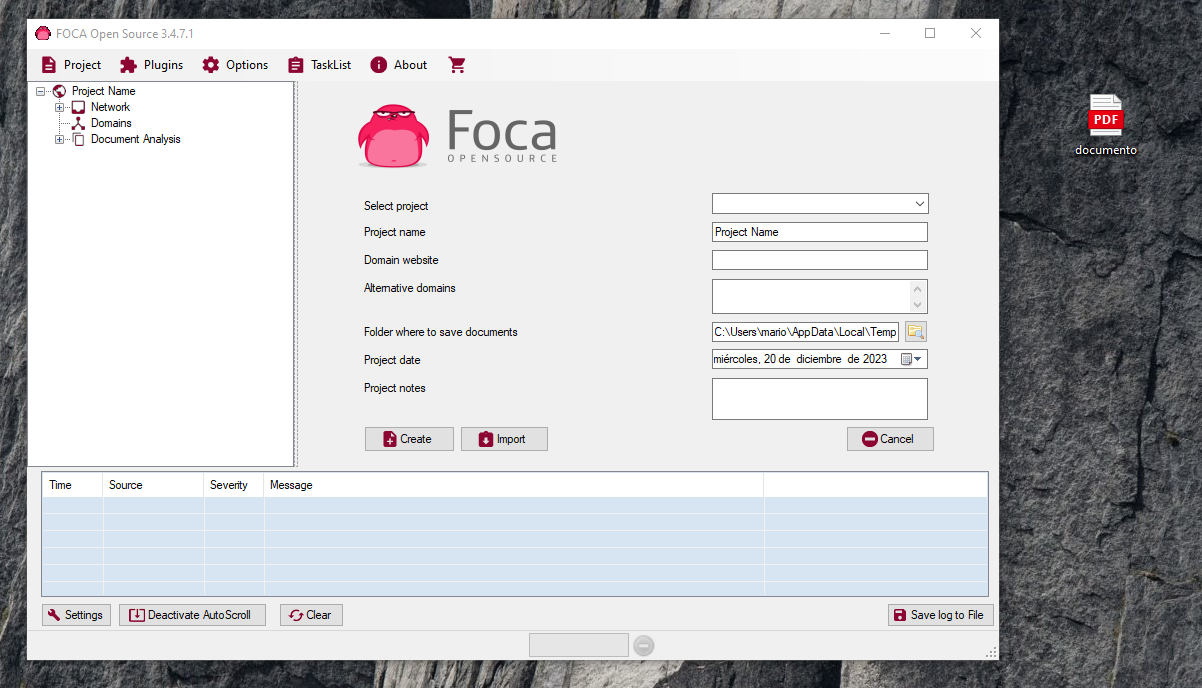 FOCA Open Source 3.4.7.1
Project Plugins Options TaskList About
Project Name
Network
Domains
Document Analysis
Foca
OPENSOURCE
Select project
Project name Project Name
Domain website
Alternative domains
Folder where to save documents C:\Users\mario\AppData\Local\Temp
Project date miércoles, 20 de diciembre de 2023
Project notes
Create Import Cancel
Time Source Severity Message
Settings Deactivate AutoScroll Clear Save log to File
PDF
documento